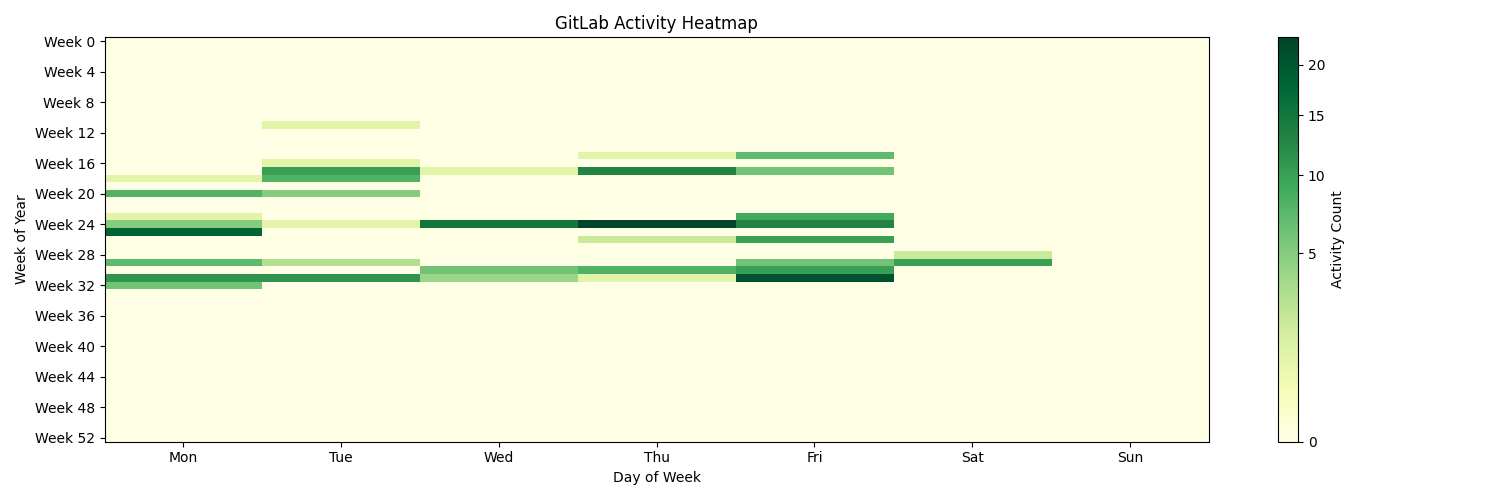 GitLab Activity Heatmap
Week 0
Week 4
Week 8
Week 12
Week 16
Week 20
Week 24
Week 28
Week 32
Week 36
Week 40
Week 44
Week 48
Week 52
Week of Year
Mon Tue Wed Thu Fri Sat Sun
Day of Week
20
15
10
5
0
Activity Count